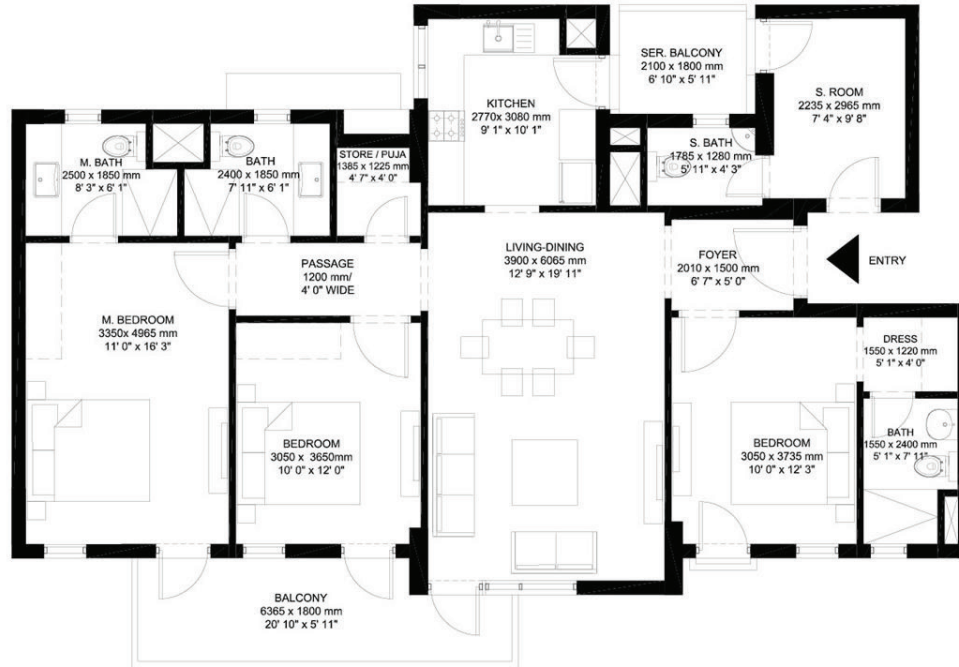 SER. BALCONY
2100 x 1800 mm
6' 10" x 5' 11"
S. ROOM
2235 x 2965 mm
7' 4" x 9' 8"
KITCHEN
2770x 3080 mm
9' 1" x 10' 1"
S. BATH
1785 x 1280 mm
5' 11" x 4' 3"
M. BATH
2500 x 1850 mm
8' 3" x 6' 1"
BATH
2400 x 1850 mm
7' 11" x 6' 1"
STORE / PUJA
1385 x 1225 mm
4' 7" x 4' 0"
PASSAGE
1200 mm/
4' 0" WIDE
LIVING-DINING
3900 x 6065 mm
12' 9" x 19' 11"
FOYER
2010 x 1500 mm
6' 7" x 5' 0"
ENTRY
M. BEDROOM
3350x 4965 mm
11' 0" x 16' 3"
DRESS
1550 x 1220 mm
5' 1" x 4' 0"
BEDROOM
3050 x 3650mm
10' 0" x 12' 0"
BEDROOM
3050 x 3735 mm
10' 0" x 12' 3"
BATH
1550 x 2400 mm
5' 1" x 7' 11"
BALCONY
6365 x 1800 mm
20' 10" x 5' 11"